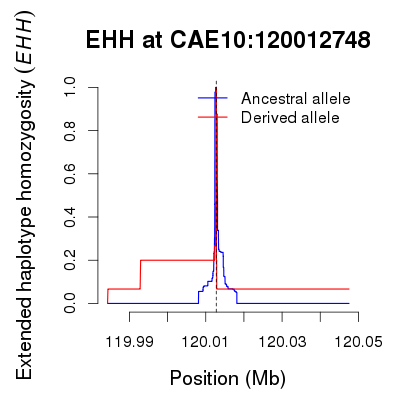 EHH at CAE10:120012748
Extended haplotype homozygosity (EHH)
1.0
0.8
0.6
0.4
0.2
0.0
Ancestral allele
Derived allele
119.99
120.01
120.03
120.05
Position (Mb)